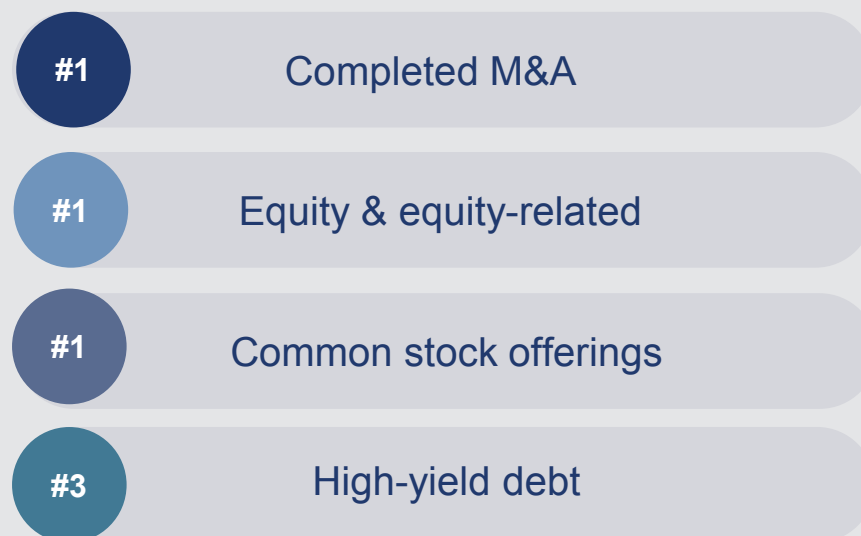 #1 Completed M&A
#1 Equity & equity-related
#1 Common stock offerings
#3 High-yield debt